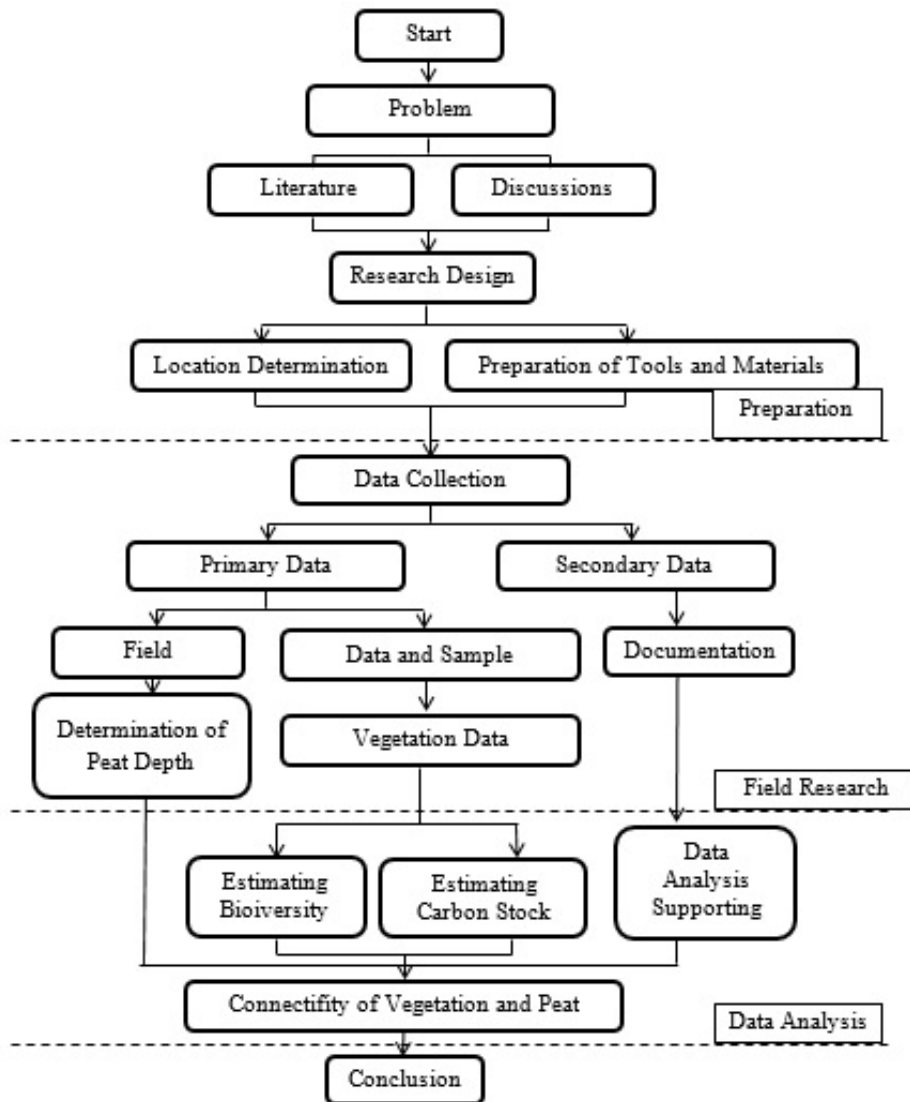 Start
Problem
Literature
Discussions
Research Design
Location Determination
Preparation of Tools and Materials
Preparation
Data Collection
Primary Data
Secondary Data
Field
Data and Sample
Documentation
Determination of
Peat Depth
Vegetation Data
Field Research
Estimating
Bioiversity
Estimating
Carbon Stock
Data
Analysis
Supporting
Connectifity of Vegetation and Peat
Data Analysis
Conclusion